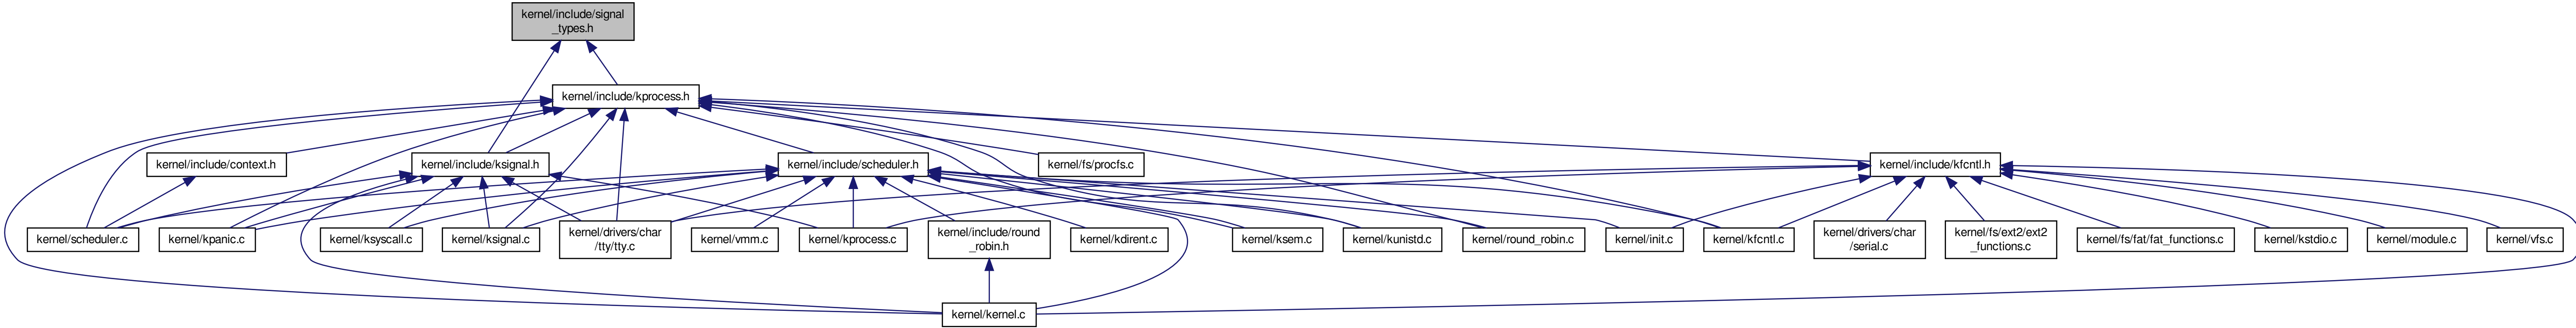 kernel/include/signal
_types.h
kernel/include/kprocess.h
kernel/include/context.h
kernel/include/ksignal.h
kernel/include/scheduler.h
kernel/fs/procfs.c
kernel/include/kfcntl.h
kernel/scheduler.c
kernel/kpanic.c
kernel/ksyscall.c
kernel/ksignal.c
kernel/drivers/char
/tty/tty.c
kernel/vmm.c
kernel/kprocess.c
kernel/include/round
_robin.h
kernel/kdirent.c
kernel/ksem.c
kernel/kunistd.c
kernel/round_robin.c
kernel/init.c
kernel/kfcntl.c
kernel/drivers/char
/serial.c
kernel/fs/ext2/ext2
_functions.c
kernel/fs/fat/fat_functions.c
kernel/kstdio.c
kernel/module.c
kernel/vfs.c
kernel/kernel.c